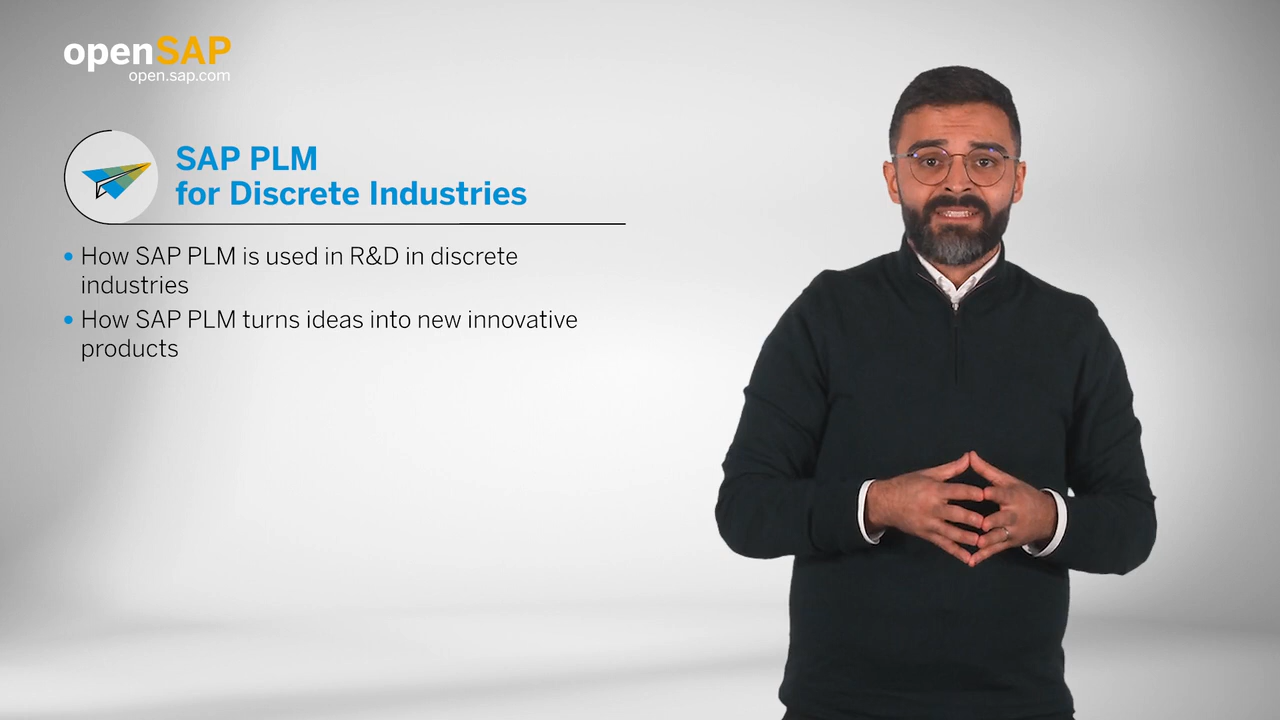 openSAP
open.sap.com
SAP PLM
for Discrete Industries
• How SAP PLM is used in R&D in discrete
industries
• How SAP PLM turns ideas into new innovative
products